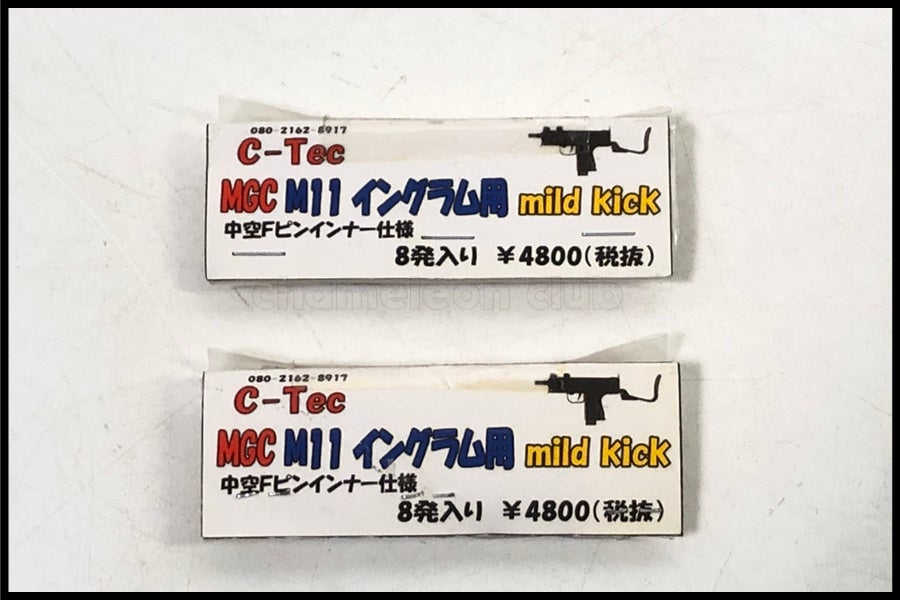 080-2162-8917
C-Tec
MGC M11 イングラム用 mild kick
中空Fピンインナー仕様
8発入り ¥4800(税抜)
chameleon club
080-2162-8917
C-Tec
MGC M11 イングラム用 mild kick
中空Fピンインナー仕様
8発入り ¥4800(税抜)